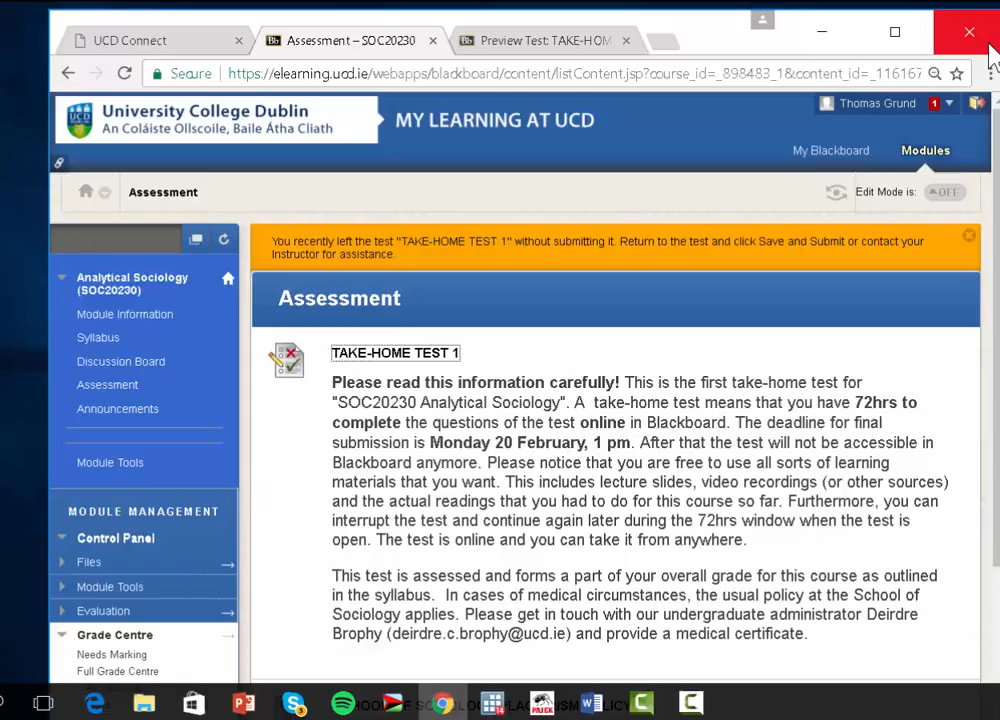 UCD Connect
Assessment – SOC20230
Preview Test: TAKE-HOM
Secure
https://elearning.ucd.ie/webapps/blackboard/content/listContent.jsp?course_id=_898483_1&content_id=_116167
University College Dublin
An Coláiste Ollscoile, Baile Átha Cliath
MY LEARNING AT UCD
Thomas Grund 1
My Blackboard
Modules
Assessment
Edit Mode is:
OFF
You recently left the test "TAKE-HOME TEST 1" without submitting it. Return to the test and click Save and Submit or contact your
Instructor for assistance.
Analytical Sociology
(SOC20230)
Module Information
Syllabus
Discussion Board
Assessment
Announcements
Module Tools
MODULE MANAGEMENT
Control Panel
Files
Module Tools
Evaluation
Grade Centre
Needs Marking
Full Grade Centre
Assessment
TAKE-HOME TEST 1
Please read this information carefully! This is the first take-home test for
"SOC20230 Analytical Sociology". A take-home test means that you have 72hrs to
complete the questions of the test online in Blackboard. The deadline for final
submission is Monday 20 February, 1 pm. After that the test will not be accessible in
Blackboard anymore. Please notice that you are free to use all sorts of learning
materials that you want. This includes lecture slides, video recordings (or other sources)
and the actual readings that you had to do for this course so far. Furthermore, you can
interrupt the test and continue again later during the 72hrs window when the test is
open. The test is online and you can take it from anywhere.
This test is assessed and forms a part of your overall grade for this course as outlined
in the syllabus. In cases of medical circumstances, the usual policy at the School of
Sociology applies. Please get in touch with our undergraduate administrator Deirdre
Brophy (deirdre.c.brophy@ucd.ie) and provide a medical certificate.